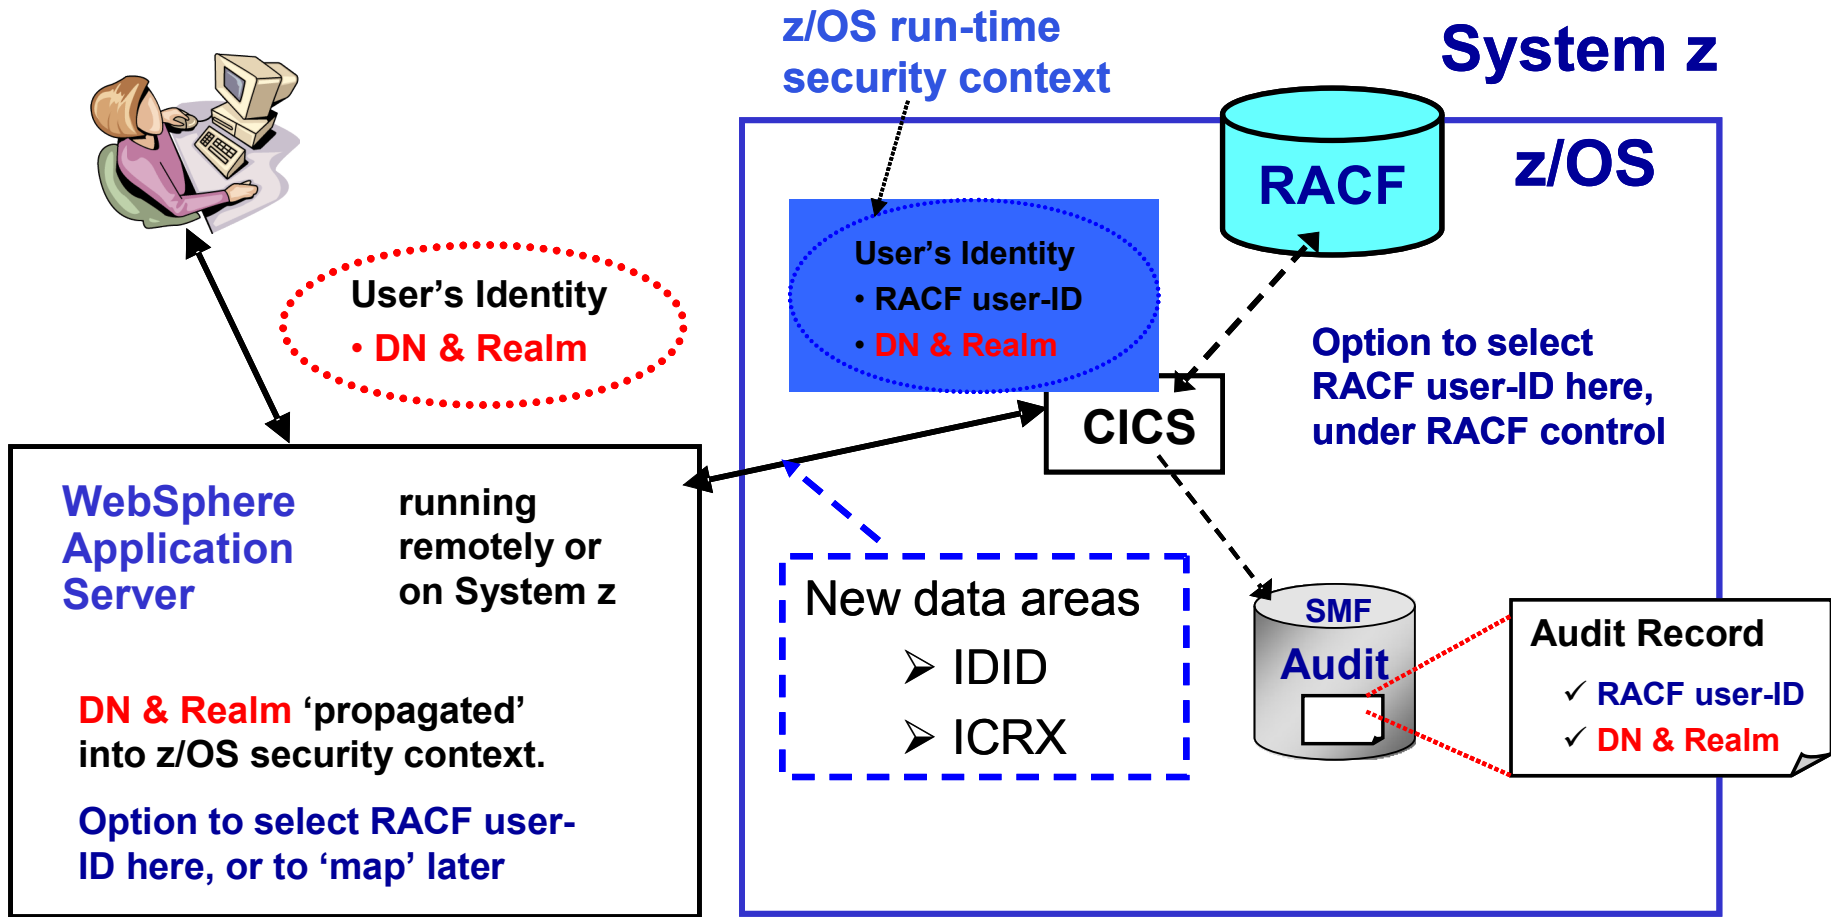 z/OS run-time
security context
System z
z/OS
RACF
User’s Identity
• RACF user-ID
• DN & Realm
User’s Identity
• DN & Realm
Option to select
RACF user-ID here,
under RACF control
CICS
WebSphere
Application
Server
running
remotely or
on System z
DN & Realm ‘propagated’
into z/OS security context.
Option to select RACF user-
ID here, or to ‘map’ later
New data areas
➢ IDID
➢ ICRX
SMF
Audit
Audit Record
✓ RACF user-ID
✓ DN & Realm